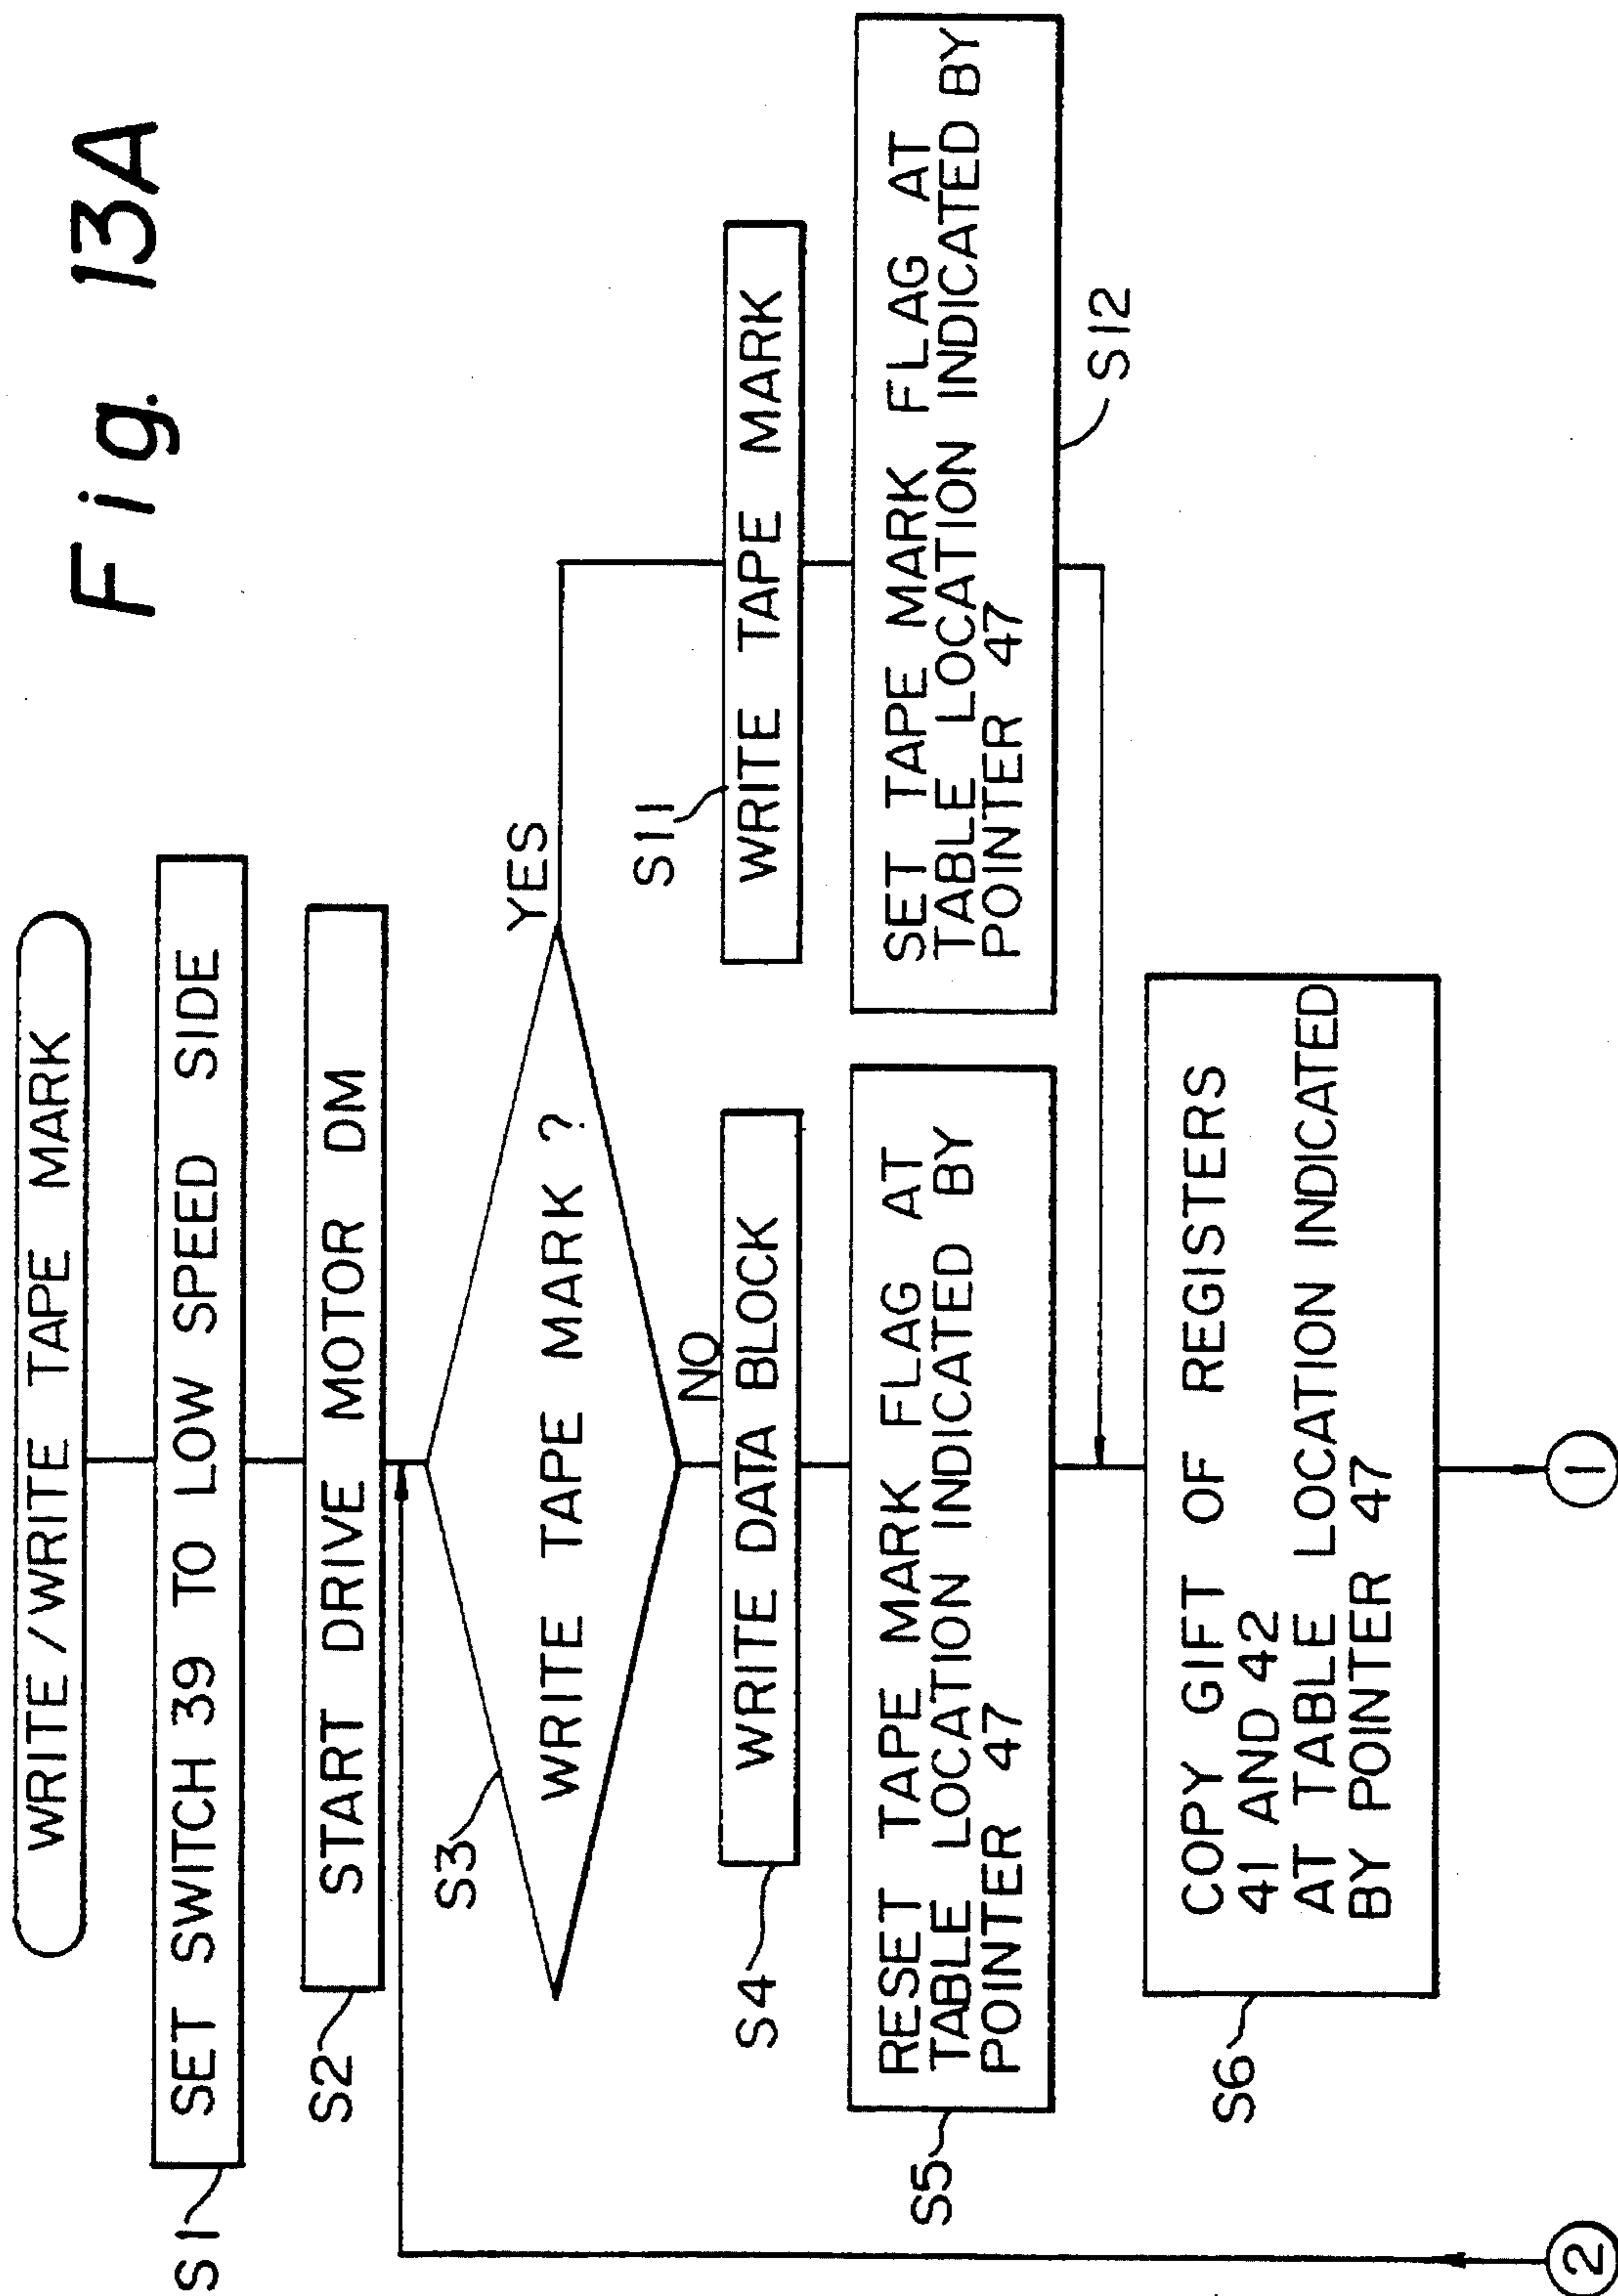 Fig. 13A
WRITE/WRITE TAPE MARK
S1
SET SWITCH 39 TO LOW SPEED SIDE
S2
START DRIVE MOTOR DM
S3
WRITE TAPE MARK ?
YES
NO
S4
WRITE DATA BLOCK
S11
WRITE TAPE MARK
S5
RESET TAPE MARK FLAG AT
TABLE LOCATION INDICATED BY
POINTER 47
SET TAPE MARK FLAG AT
TABLE LOCATION INDICATED BY
POINTER 47
S12
S6
COPY GIFT OF REGISTERS
41 AND 42
AT TABLE LOCATION INDICATED
BY POINTER 47
2
1